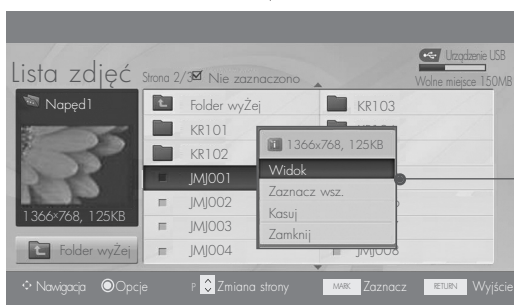 Lista zdjęć
Strona 2/3
Nie zaznaczono
Urządzenie USB
Wolne miejsce 150MB
Napęd1
1366x768, 125KB
Folder wyŻej
Folder wyŻej
KR101
KR102
JMJ001
JMJ002
JMJ003
JMJ004
KR103
JMJ008
1366x768, 125KB
Widok
Zaznacz wsz.
Kasuj
Zamknij
Nawigacja Opcje P Zmiana strony MARK Zaznacz RETURN Wyjście